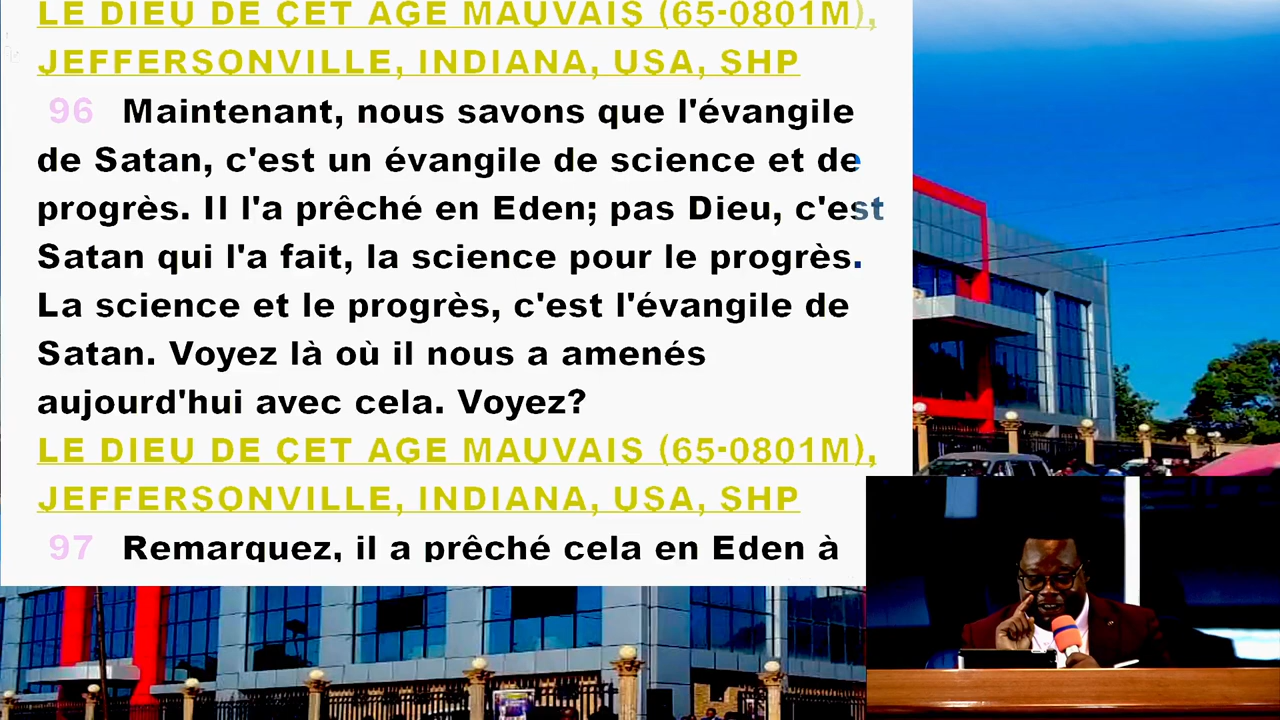 LE DIEU DE CET AGE MAUVAIS (65-0801M),
JEFFERSONVILLE, INDIANA, USA, SHP
96 Maintenant, nous savons que l'évangile
de Satan, c'est un évangile de science et de
progrès. Il l'a prêché en Eden; pas Dieu, c'est
Satan qui l'a fait, la science pour le progrès.
La science et le progrès, c'est l'évangile de
Satan. Voyez là où il nous a amenés
aujourd'hui avec cela. Voyez?
LE DIEU DE CET AGE MAUVAIS (65-0801M),
JEFFERSONVILLE, INDIANA, USA, SHP
97 Remarquez, il a prêché cela en Eden à